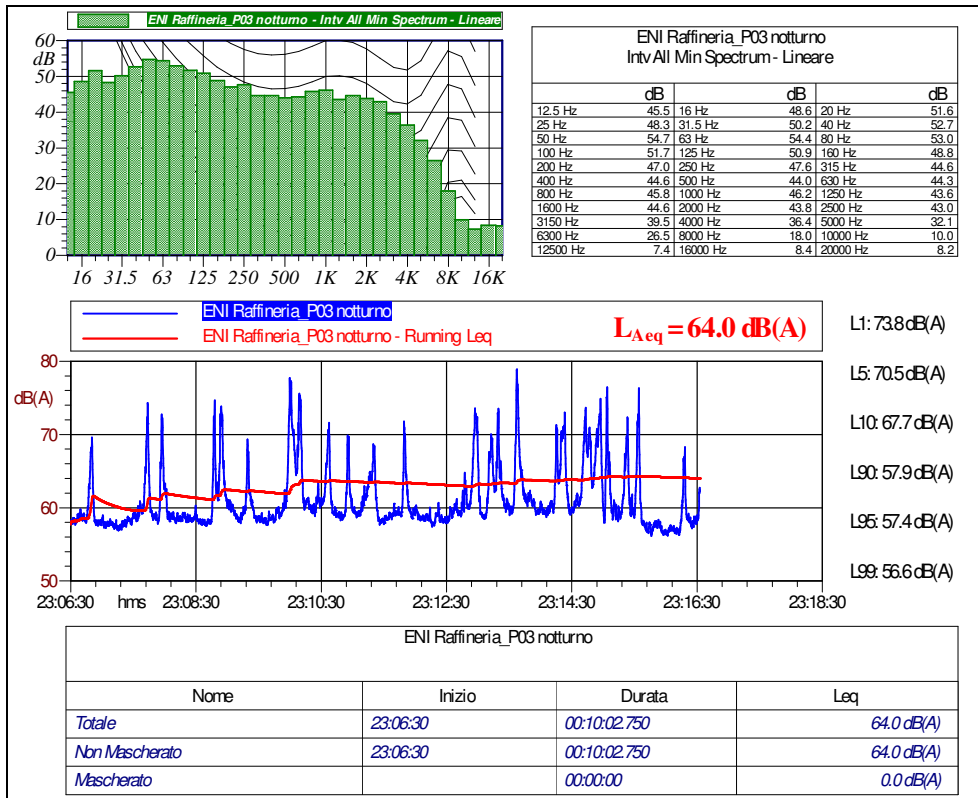 ENI Raffineria_P03 notturno - Intv All Min Spectrum - Lineare
60
dB
50
40
30
20
10
0
16 31.5 63 125 250 500 1K 2K 4K 8K 16K
ENI Raffineria_P03 notturno
Intv All Min Spectrum - Lineare
dB dB dB
12.5 Hz 45.5 16 Hz 48.6 20 Hz 51.6
25 Hz 48.3 31.5 Hz 50.2 40 Hz 52.7
50 Hz 54.7 63 Hz 54.4 80 Hz 53.0
100 Hz 51.7 125 Hz 50.9 160 Hz 48.8
200 Hz 47.0 250 Hz 47.6 315 Hz 44.6
400 Hz 44.6 500 Hz 44.0 630 Hz 44.3
800 Hz 45.8 1000 Hz 46.2 1250 Hz 43.6
1600 Hz 44.6 2000 Hz 43.8 2500 Hz 43.0
3150 Hz 39.5 4000 Hz 36.4 5000 Hz 32.1
6300 Hz 26.5 8000 Hz 18.0 10000 Hz 10.0
12500 Hz 7.4 16000 Hz 8.4 20000 Hz 8.2
ENI Raffineria_P03 notturno
ENI Raffineria_P03 notturno - Running Leq
LAeq = 64.0 dB(A)
L1: 73.8 dB(A)
L5: 70.5 dB(A)
L10: 67.7 dB(A)
L90: 57.9 dB(A)
L95: 57.4 dB(A)
L99: 56.6 dB(A)
80
dB(A)
70
60
50
23:06:30 hms 23:08:30 23:10:30 23:12:30 23:14:30 23:16:30 23:18:30
ENI Raffineria_P03 notturno
Nome Inizio Durata Leq
Totale 23:06:30 00:10:02.750 64.0 dB(A)
Non Mascherato 23:06:30 00:10:02.750 64.0 dB(A)
Mascherato 00:00:00 0.0 dB(A)